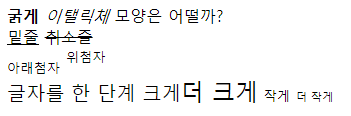 굵게 이탤릭체 모양은 어떨까?
밑줄 취소줄
아래첨자 위첨자
글자를 한 단계 크게더 크게 작게 더 작게